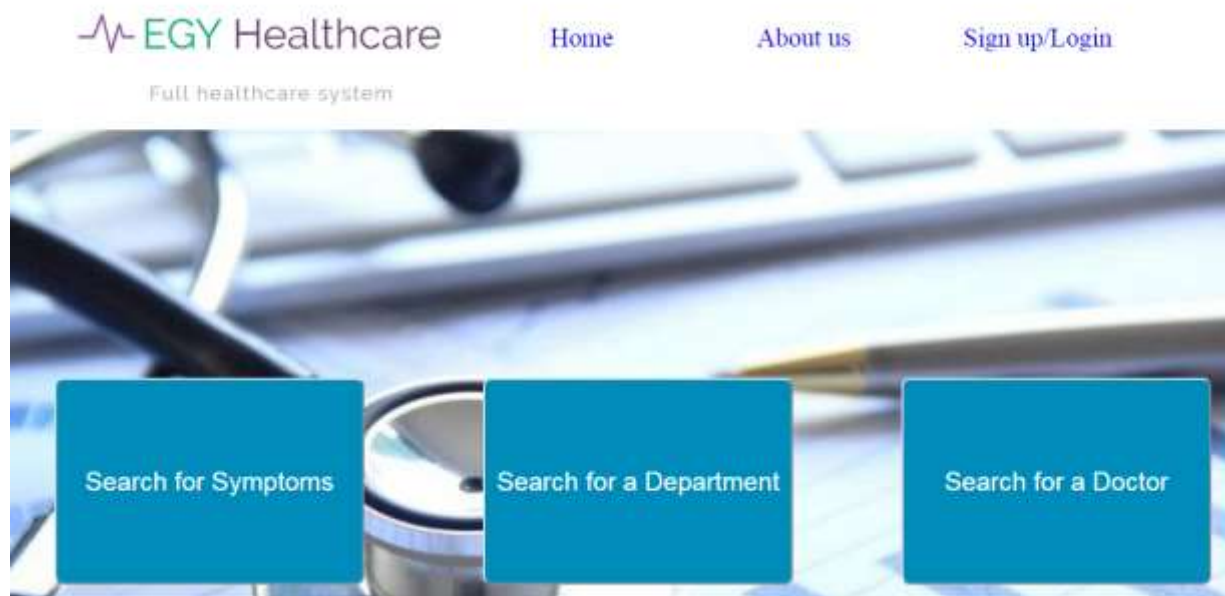 EGY Healthcare
Home
About us
Sign up/Login
Full healthcare system
Search for Symptoms
Search for a Department
Search for a Doctor